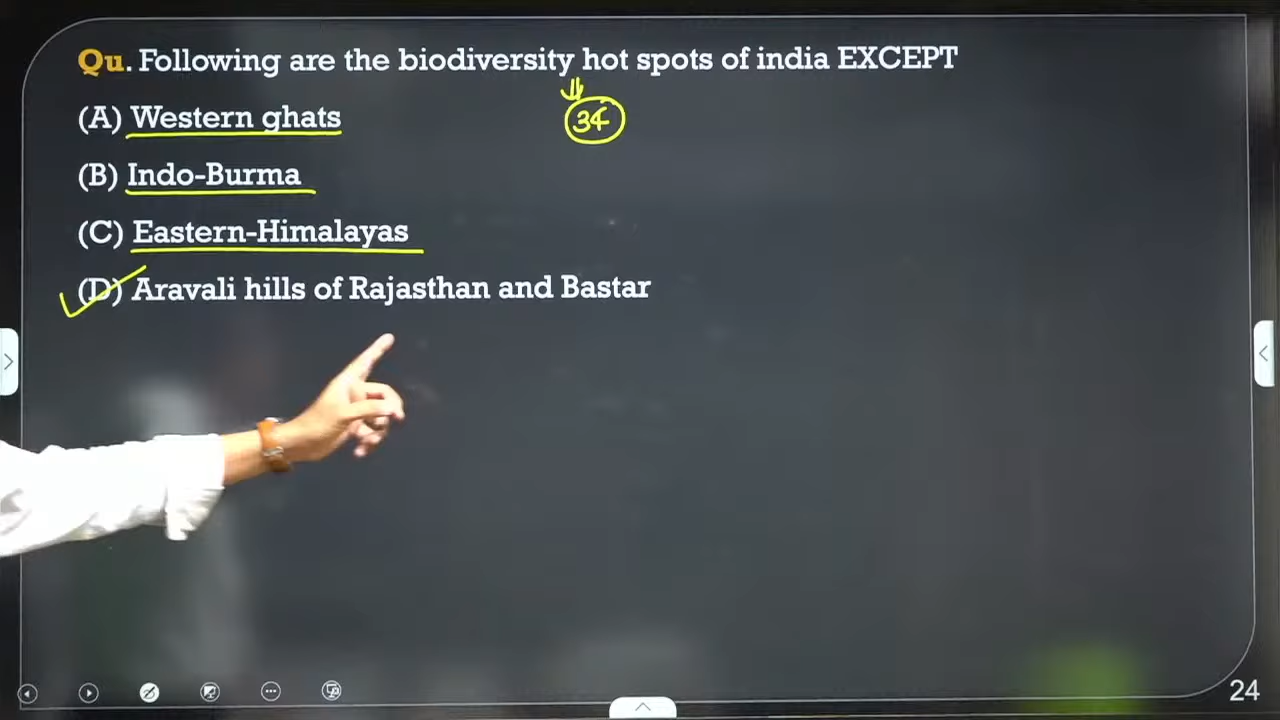 Qu. Following are the biodiversity hot spots of india EXCEPT
34
(A) Western ghats
(B) Indo-Burma
(C) Eastern-Himalayas
(D) Aravali hills of Rajasthan and Bastar
24